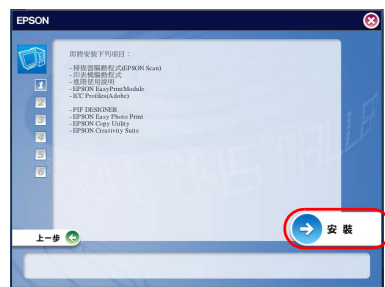 EPSON
即將安裝下列項目：
- 掃描器驅動程式(EPSON Scan)
- 印表機驅動程式
- 進階使用說明
- EPSON EasyPrintModule
- ICC Profiles(Adobe)
- PIF DESIGNER
- EPSON Easy Photo Print
- EPSON Copy Utility
- EPSON Creativity Suite
1
2
3
4
5
6
安裝
上一步